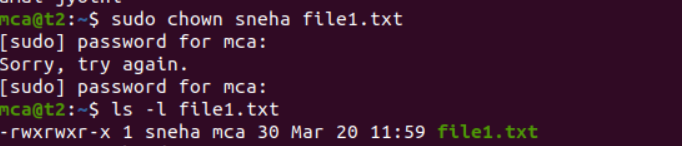 mca@t2:~$ sudo chown sneha file1.txt
[sudo] password for mca:
Sorry, try again.
[sudo] password for mca:
mca@t2:~$ ls -l file1.txt
-rwxrwxr-x 1 sneha mca 30 Mar 20 11:59 file1.txt